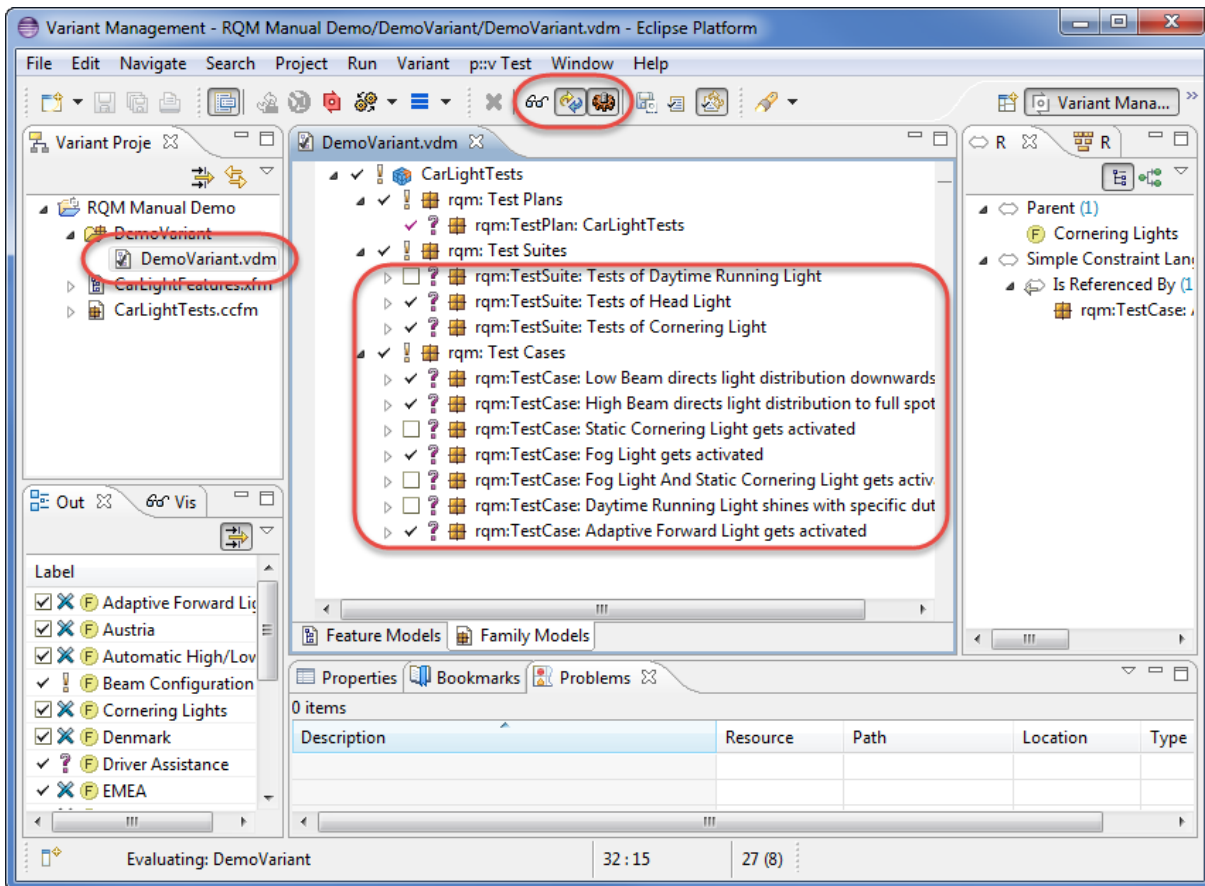 Variant Management - RQM Manual Demo/DemoVariant/DemoVariant.vdm - Eclipse Platform
File Edit Navigate Search Project Run Variant p::v Test Window Help
Variant Mana...
Variant Proje
RQM Manual Demo
DemoVariant
DemoVariant.vdm
CarLightFeatures.xfm
CarLightTests.ccfm
DemoVariant.vdm
CarLightTests
rqm: Test Plans
rqm:TestPlan: CarLightTests
rqm: Test Suites
rqm:TestSuite: Tests of Daytime Running Light
rqm:TestSuite: Tests of Head Light
rqm:TestSuite: Tests of Cornering Light
rqm: Test Cases
rqm:TestCase: Low Beam directs light distribution downwards
rqm:TestCase: High Beam directs light distribution to full spot
rqm:TestCase: Static Cornering Light gets activated
rqm:TestCase: Fog Light gets activated
rqm:TestCase: Fog Light And Static Cornering Light gets activ
rqm:TestCase: Daytime Running Light shines with specific dut
rqm:TestCase: Adaptive Forward Light gets activated
Feature Models Family Models
R R
Parent (1)
F Cornering Lights
Simple Constraint Lan
Is Referenced By (1
rqm:TestCase:
Out Vis
Label
F Adaptive Forward Lig
F Austria
F Automatic High/Lov
F Beam Configuration
F Cornering Lights
F Denmark
F Driver Assistance
F EMEA
Properties Bookmarks Problems
0 items
Description Resource Path Location Type
Evaluating: DemoVariant 32 : 15 27 (8)